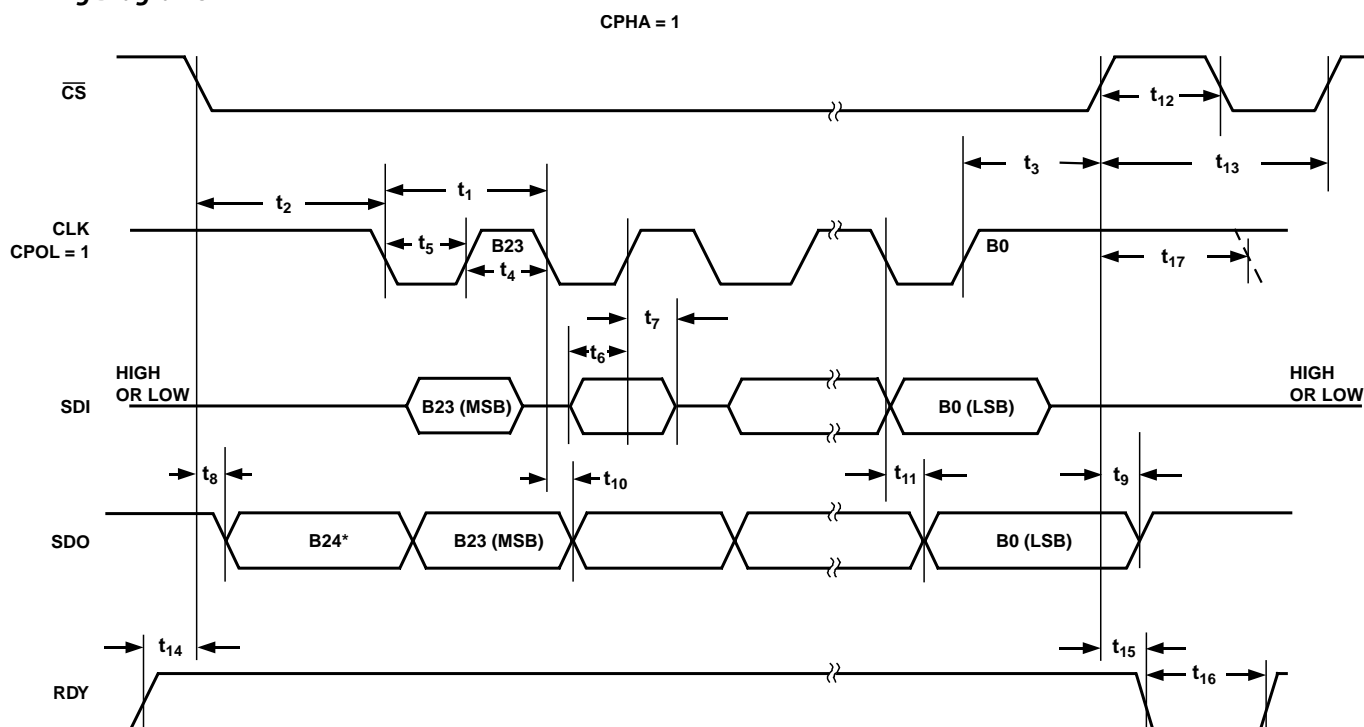 CPHA = 1
CS
t12
t3
t13
t1
t2
CLK
CPOL = 1
t5
B23
t4
B0
t17
t7
t6
HIGH
OR LOW
SDI
B23 (MSB)
B0 (LSB)
HIGH
OR LOW
t8
t10
t11
t9
SDO
B24*
B23 (MSB)
B0 (LSB)
t14
t15
t16
RDY